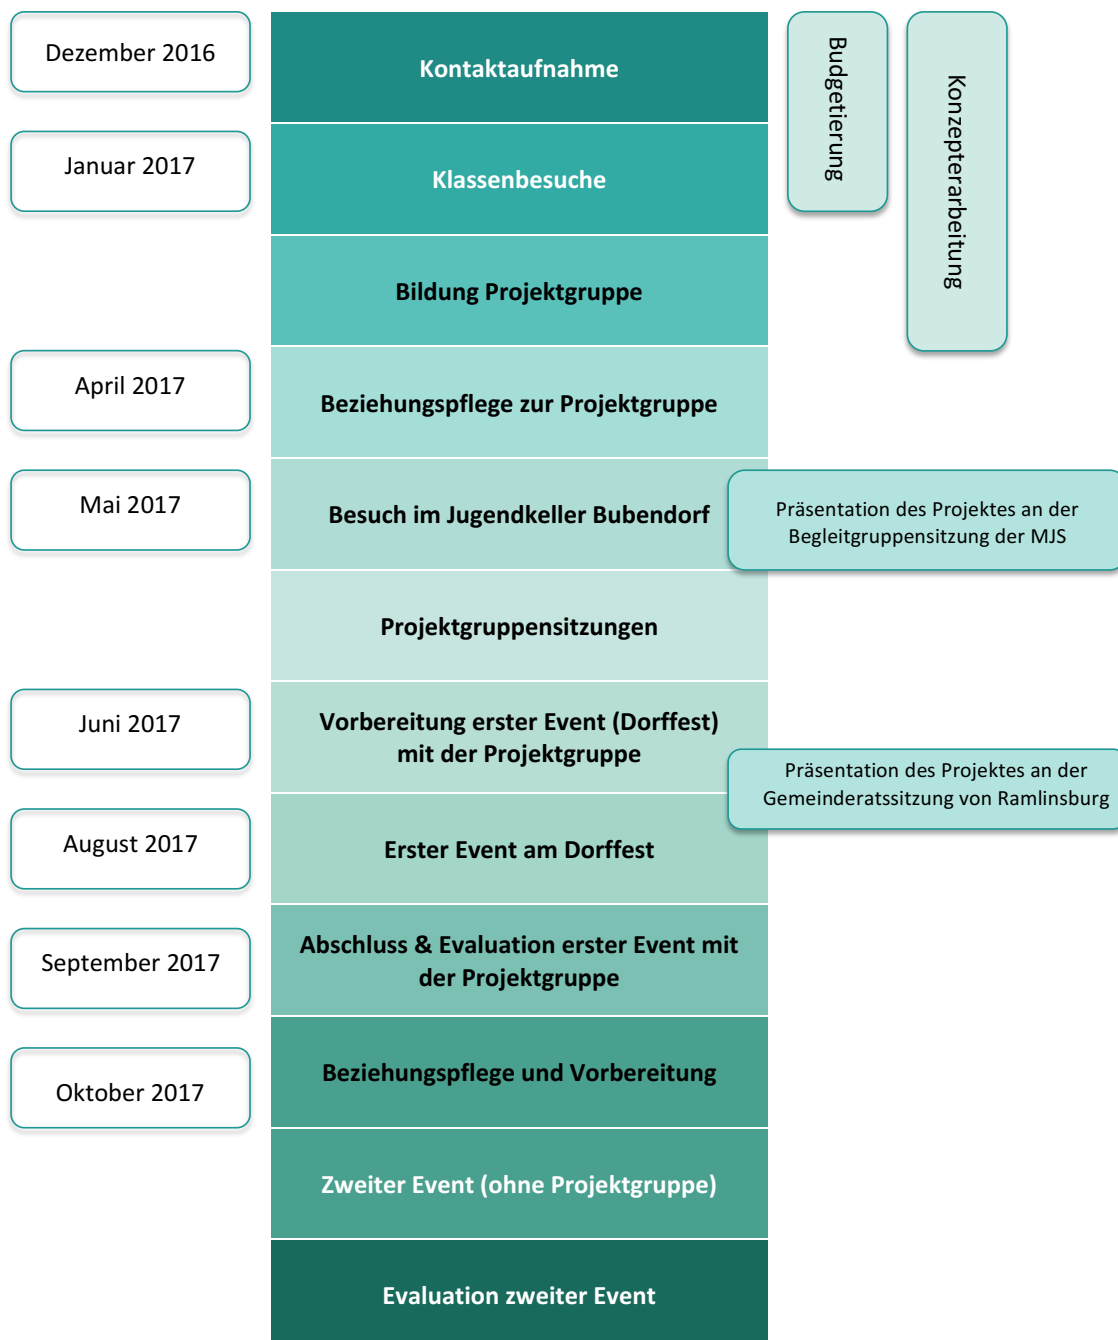 Dezember 2016
Kontaktaufnahme
Budgetierung
Konzepterarbeitung
Januar 2017
Klassenbesuche
Bildung Projektgruppe
April 2017
Beziehungspflege zur Projektgruppe
Mai 2017
Besuch im Jugendkeller Bubendorf
Präsentation des Projektes an der
Begleitgruppensitzung der MJS
Projektgruppensitzungen
Juni 2017
Vorbereitung erster Event (Dorffest)
mit der Projektgruppe
Präsentation des Projektes an der
Gemeinderatssitzung von Ramlinsburg
August 2017
Erster Event am Dorffest
September 2017
Abschluss & Evaluation erster Event mit
der Projektgruppe
Oktober 2017
Beziehungspflege und Vorbereitung
Zweiter Event (ohne Projektgruppe)
Evaluation zweiter Event